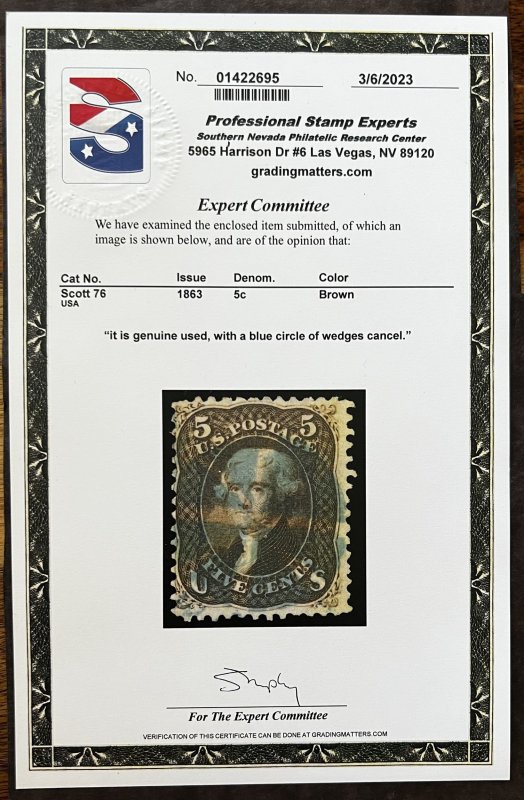 No. 01422695 3/6/2023
Professional Stamp Experts
Southern Nevada Philatelic Research Center
5965 Harrison Dr #6 Las Vegas, NV 89120
gradingmatters.com
Expert Committee
We have examined the enclosed item submitted, of which an
image is shown below, and are of the opinion that:
Cat No. Issue Denom. Color
Scott 76 1863 5c Brown
USA
“it is genuine used, with a blue circle of wedges cancel.”
5 5
U.S. POSTAGE
U FIVE CENTS S
For The Expert Committee
VERIFICATION OF THIS CERTIFICATE CAN BE DONE AT GRADINGMATTERS.COM